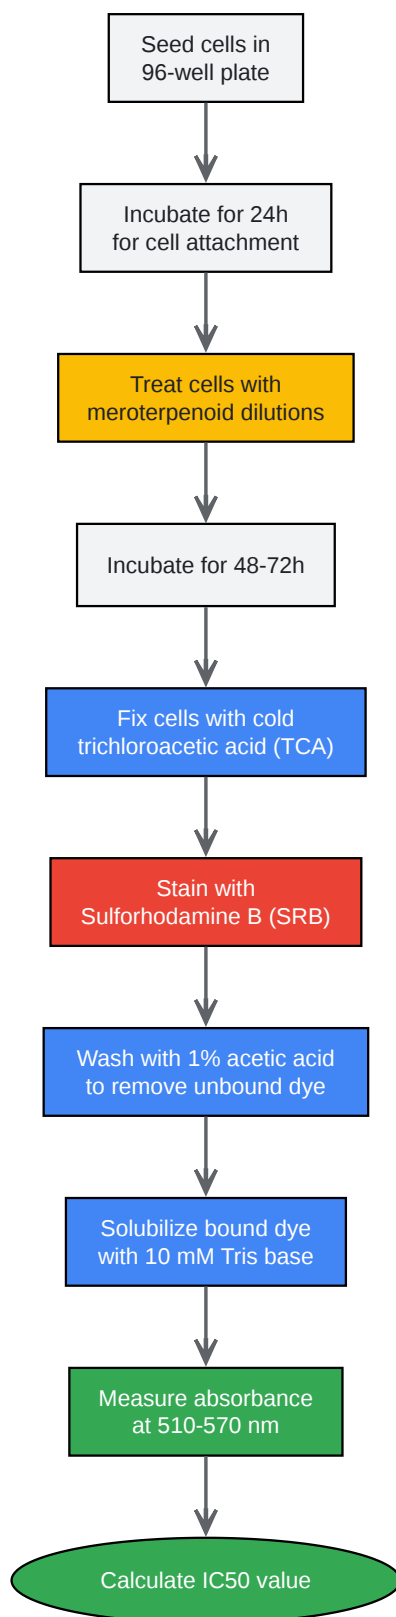 Seed cells in
96-well plate
Incubate for 24h
for cell attachment
Treat cells with
meroterpenoid dilutions
Incubate for 48-72h
Fix cells with cold
trichloroacetic acid (TCA)
Stain with
Sulforhodamine B (SRB)
Wash with 1% acetic acid
to remove unbound dye
Solubilize bound dye
with 10 mM Tris base
Measure absorbance
at 510-570 nm
Calculate IC50 value